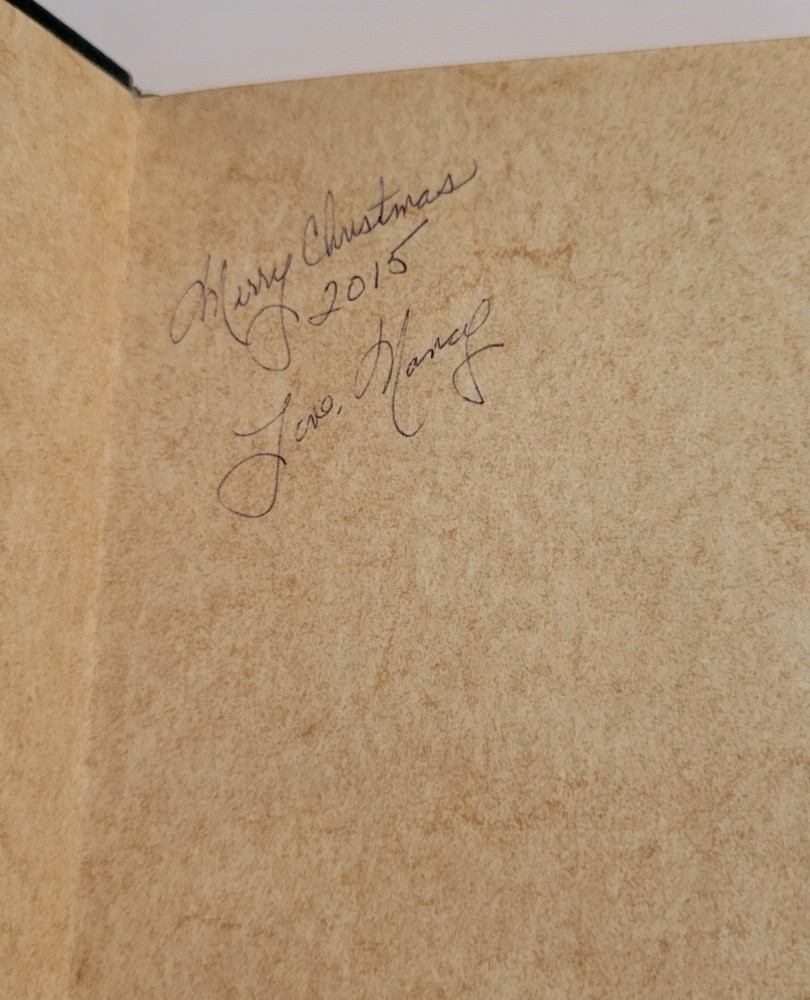 Merry Christmas
2015
Love, Nancy